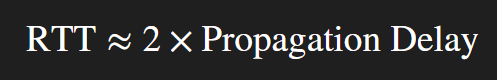 RTT ≈ 2 × Propagation Delay